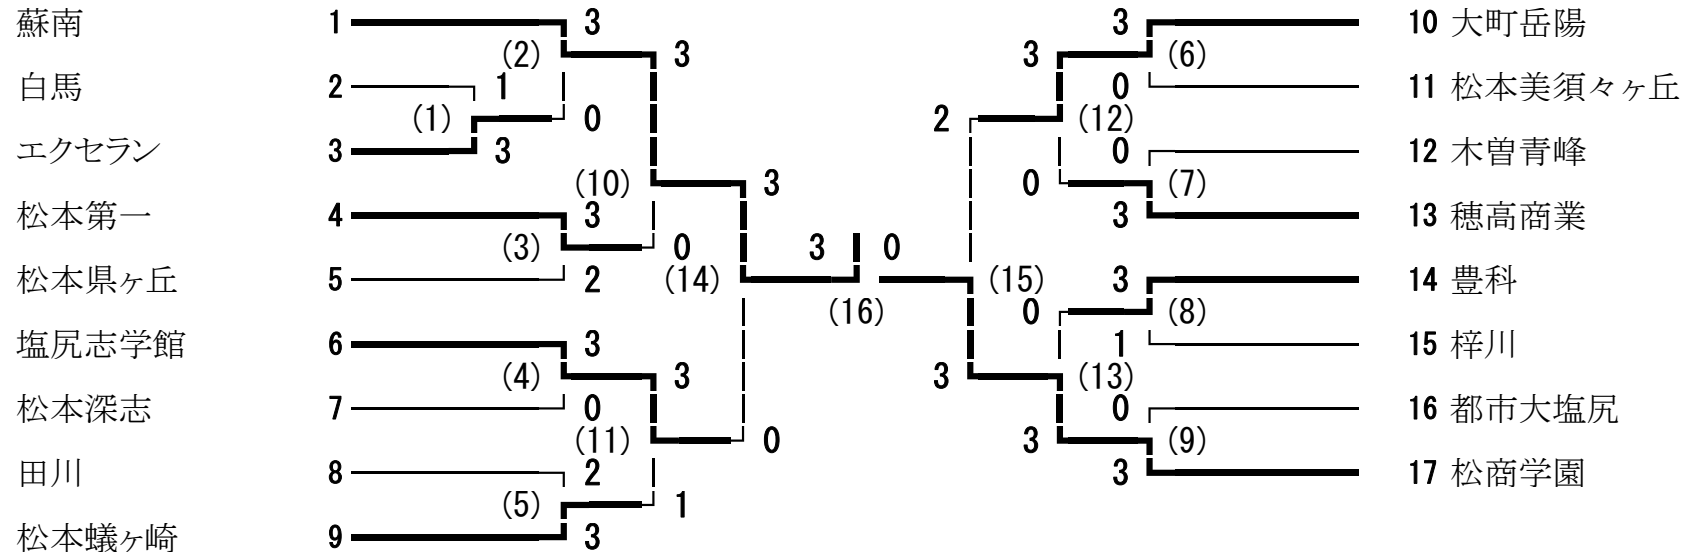 蘇南 1 3 3 10 大町岳陽
(2) 3 3 (6)
白馬 2 1 0 11 松本美須々ヶ丘
(1) 0 2 (12)
エクセラン 3 3 0 12 木曽青峰
(10) 3 0 (7)
松本第一 4 3 3 13 穂高商業
(3) 0 3 0
松本県ヶ丘 5 2 (14) (15) 3 14 豊科
(16) 0 (8)
塩尻志学館 6 3 1 15 梓川
(4) 3 3 (13)
松本深志 7 0 0 16 都市大塩尻
(11) 0 3 (9)
田川 8 2 3 17 松商学園
(5) 1
松本蟻ヶ崎 9 3